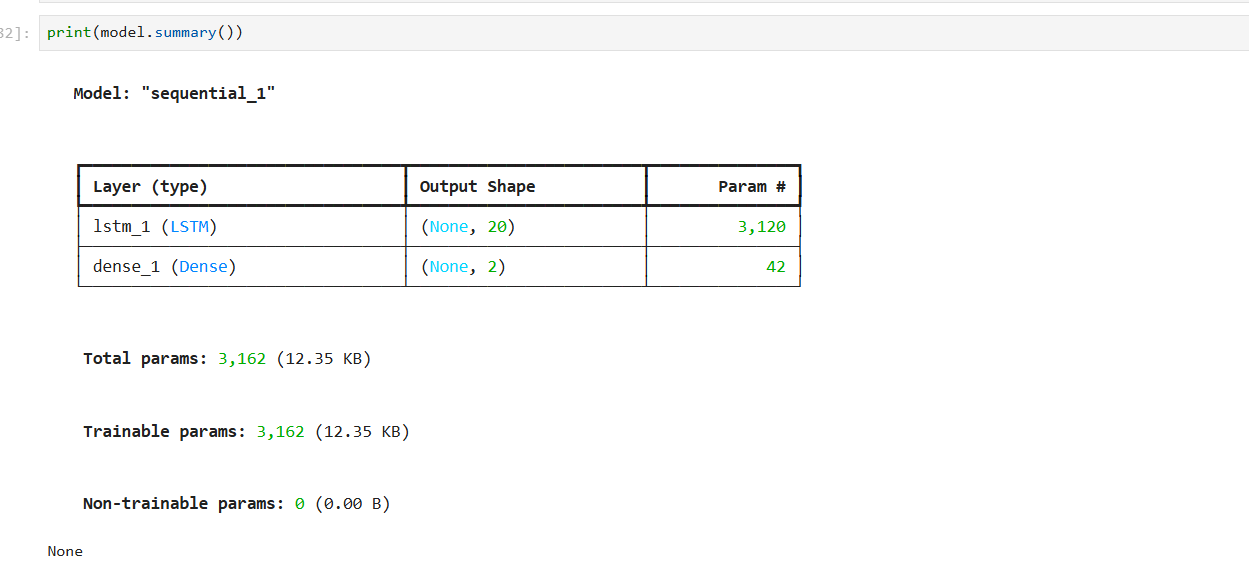 32]: print(model.summary())
Model: "sequential_1"
Layer (type) Output Shape Param #
lstm_1 (LSTM) (None, 20) 3,120
dense_1 (Dense) (None, 2) 42
Total params: 3,162 (12.35 KB)
Trainable params: 3,162 (12.35 KB)
Non-trainable params: 0 (0.00 B)
None